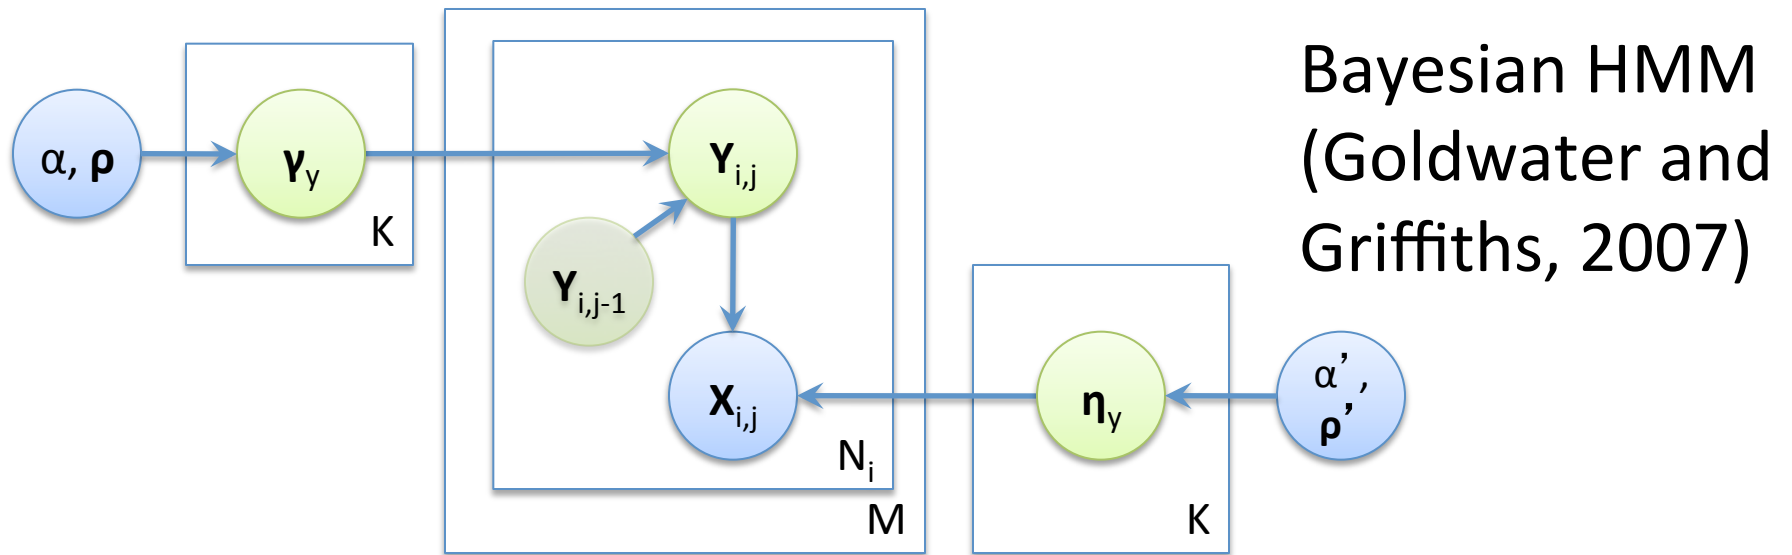 Bayesian HMM
(Goldwater and
Griffiths, 2007)
α, ρ
γy
K
Yi,j
Yi,j-1
Xi,j
Ni
M
ηy
K
α’ ,
ρ’